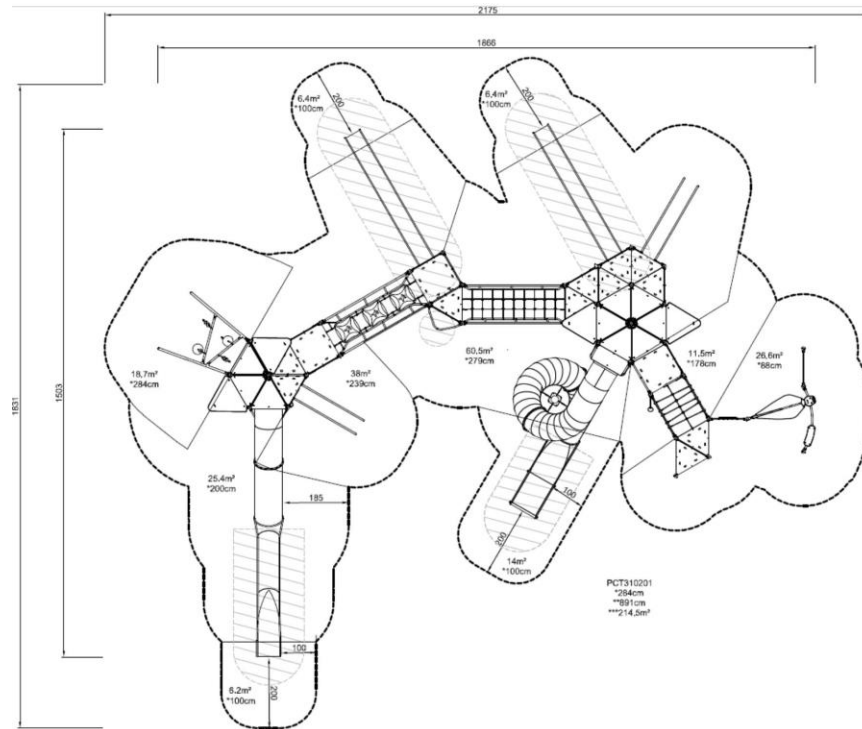 2175
1866
6.4m²
*100cm
200
6,4m²
*100cm
200
1831
1503
18,7m²
*284cm
38m²
*239cm
60,5m²
*279cm
11.5m²
*178cm
26,6m²
*88cm
25.4m²
*200cm
185
100
200
14m²
*100cm
PCT310201
*284cm
**891cm
***214,5m²
100
6.2m²
*100cm
200